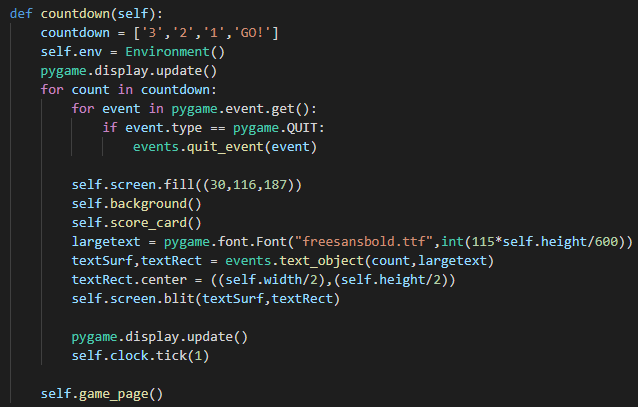 def countdown(self):
    countdown = ['3','2','1','GO!']
    self.env = Environment()
    pygame.display.update()
    for count in countdown:
        for event in pygame.event.get():
            if event.type == pygame.QUIT:
                events.quit_event(event)

        self.screen.fill((30,116,187))
        self.background()
        self.score_card()
        largetext = pygame.font.Font("freesansbold.ttf",int(115*self.height/600))
        textSurf,textRect = events.text_object(count,largetext)
        textRect.center = ((self.width/2),(self.height/2))
        self.screen.blit(textSurf,textRect)

        pygame.display.update()
        self.clock.tick(1)

    self.game_page()